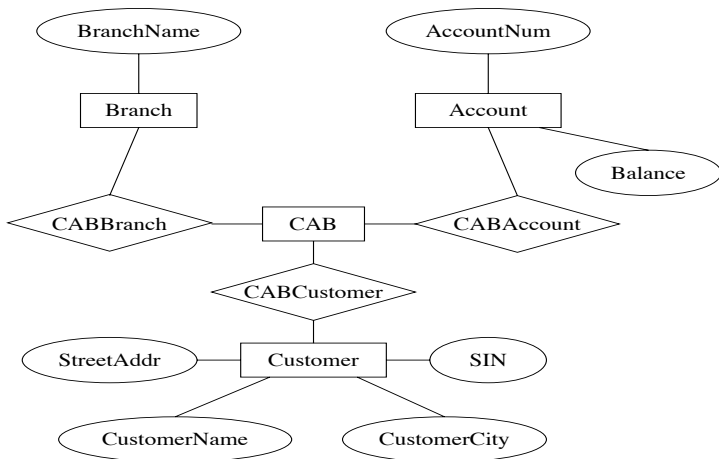 BranchName
AccountNum
Branch
Account
Balance
CABBranch
CAB
CABAccount
CABCustomer
StreetAddr
Customer
SIN
CustomerName
CustomerCity